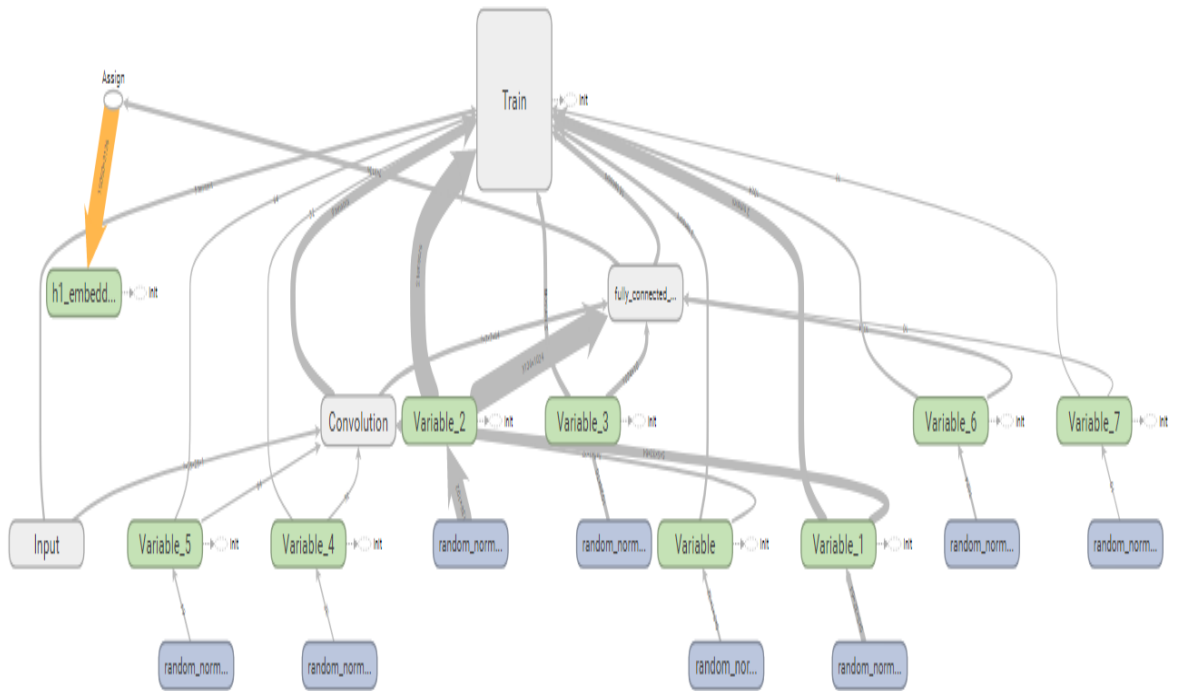 Train
Init
Assign
h1_embedd...
Init
fully_connected_...
Convolution
Variable_2
Init
Variable_3
Init
Variable_6
Init
Variable_7
Init
Input
Variable_5
Init
Variable_4
Init
random_norm...
random_norm...
Variable
Init
Variable_1
Init
random_norm...
random_norm...
random_norm...
random_norm...
random_nor...
random_norm...